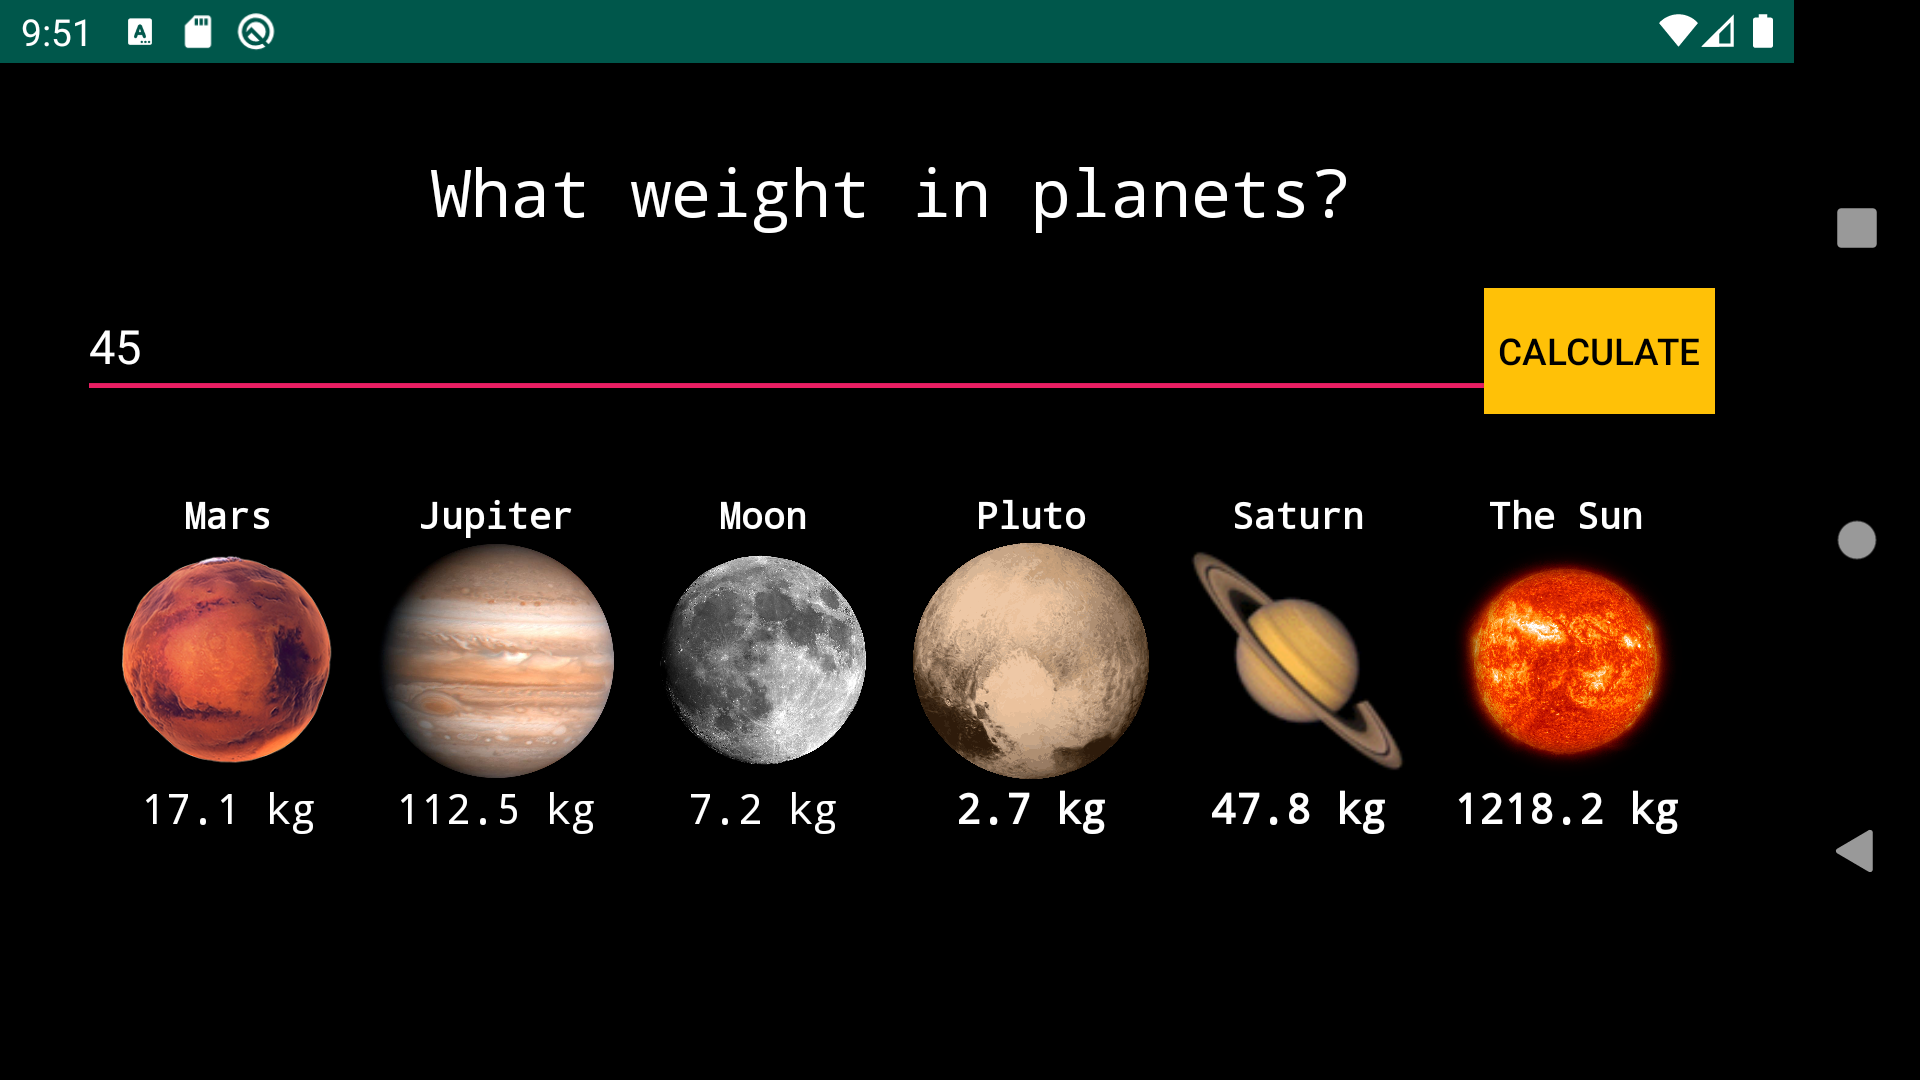 9:51
What weight in planets?
45
CALCULATE
Mars Jupiter Moon Pluto Saturn The Sun
17.1 kg 112.5 kg 7.2 kg 2.7 kg 47.8 kg 1218.2 kg